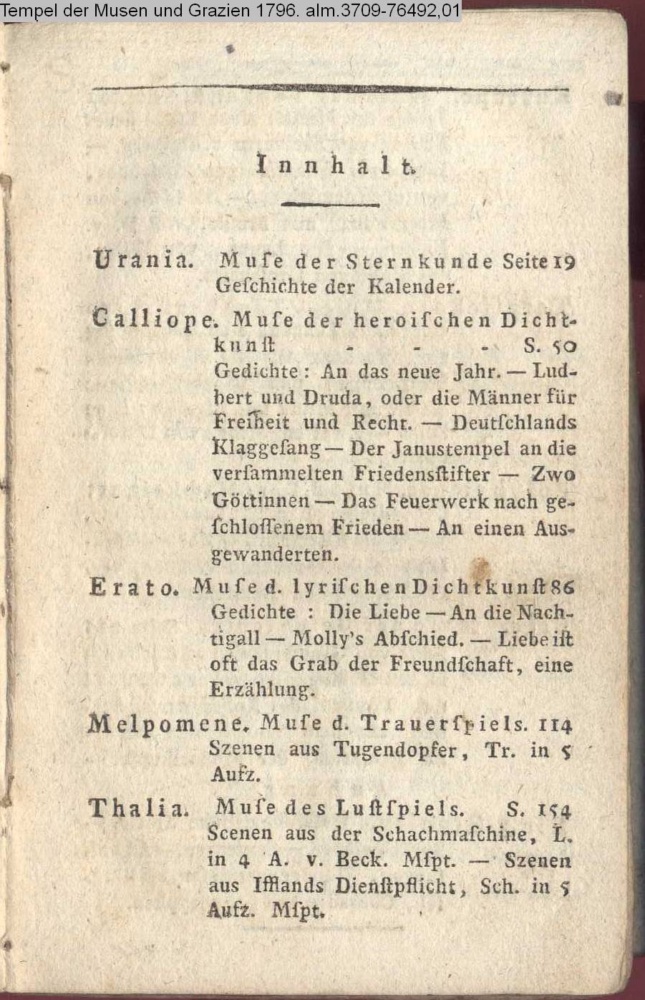 Tempel der Musen und Grazien 1796. alm.3709-76492,01
Innhalt.
Urania. Muſe der Sternkunde Seite 19
Geſchichte der Kalender.
Calliope. Muſe der heroiſchen Dicht-
kunſt - - - S. 50
Gedichte : An das neue Jahr. — Lud-
bert und Druda, oder die Männer für
Freiheit und Recht. — Deutſchlands
Klaggeſang — Der Janustempel an die
verſammelten Friedensſtifter — Zwo
Göttinnen — Das Feuerwerk nach ge-
ſchloſſenem Frieden — An einen Aus-
gewanderten.
Erato. Muſe d. lyriſchen Dichtkunſt 86
Gedichte : Die Liebe — An die Nach-
tigall — Molly's Abſchied. — Liebe iſt
oft das Grab der Freundſchaft, eine
Erzählung.
Melpomene. Muſe d. Trauerſpiels. 114
Szenen aus Tugendopfer, Tr. in 5
Aufz.
Thalia. Muſe des Luſtſpiels. S. 154
Scenen aus der Schachmaſchine, L.
in 4 A. v. Beck. Mſpt. — Szenen
aus Ifflands Dienſtpflicht, Sch. in 5
Aufz. Mſpt.